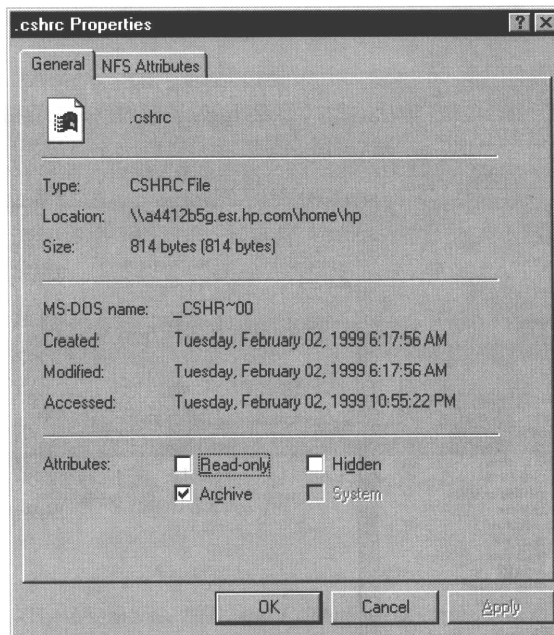 .cshrc Properties ? X
General NFS Attributes
.cshrc
Type: CSHRC File
Location: \\a4412b5g.esr.hp.com\home\hp
Size: 814 bytes (814 bytes)
MS-DOS name: _CSHR~00
Created: Tuesday, February 02, 1999 6:17:56 AM
Modified: Tuesday, February 02, 1999 6:17:56 AM
Accessed: Tuesday, February 02, 1999 10:55:22 PM
Attributes: Read-only Hidden
Archive System
OK Cancel Apply